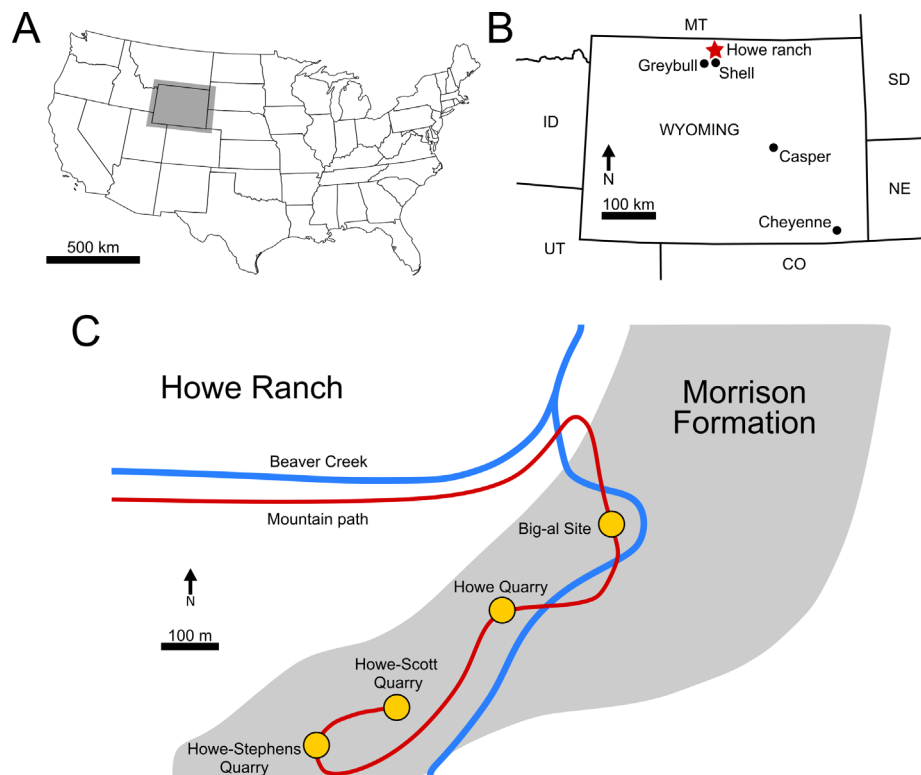 A
500 km
B
MT
Howe ranch
Greybull
Shell
SD
ID
WYOMING
Casper
N
100 km
NE
Cheyenne
UT
CO
C
Howe Ranch
Morrison
Formation
Beaver Creek
Mountain path
Big-al Site
N
100 m
Howe Quarry
Howe-Scott
Quarry
Howe-Stephens
Quarry